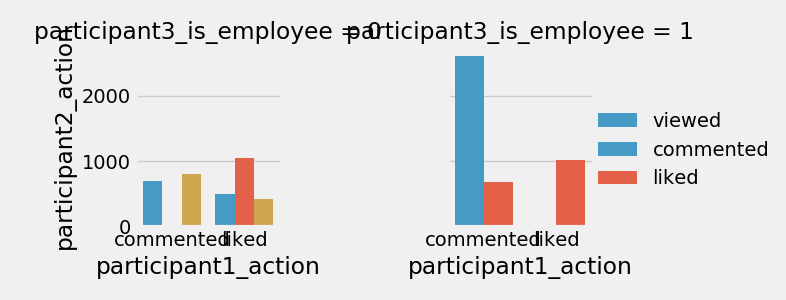 participant3_is_employee = 0
participant3_is_employee = 1
participant2_action
2000
1000
0
commented
liked
commented
liked
participant1_action
participant1_action
viewed
commented
liked